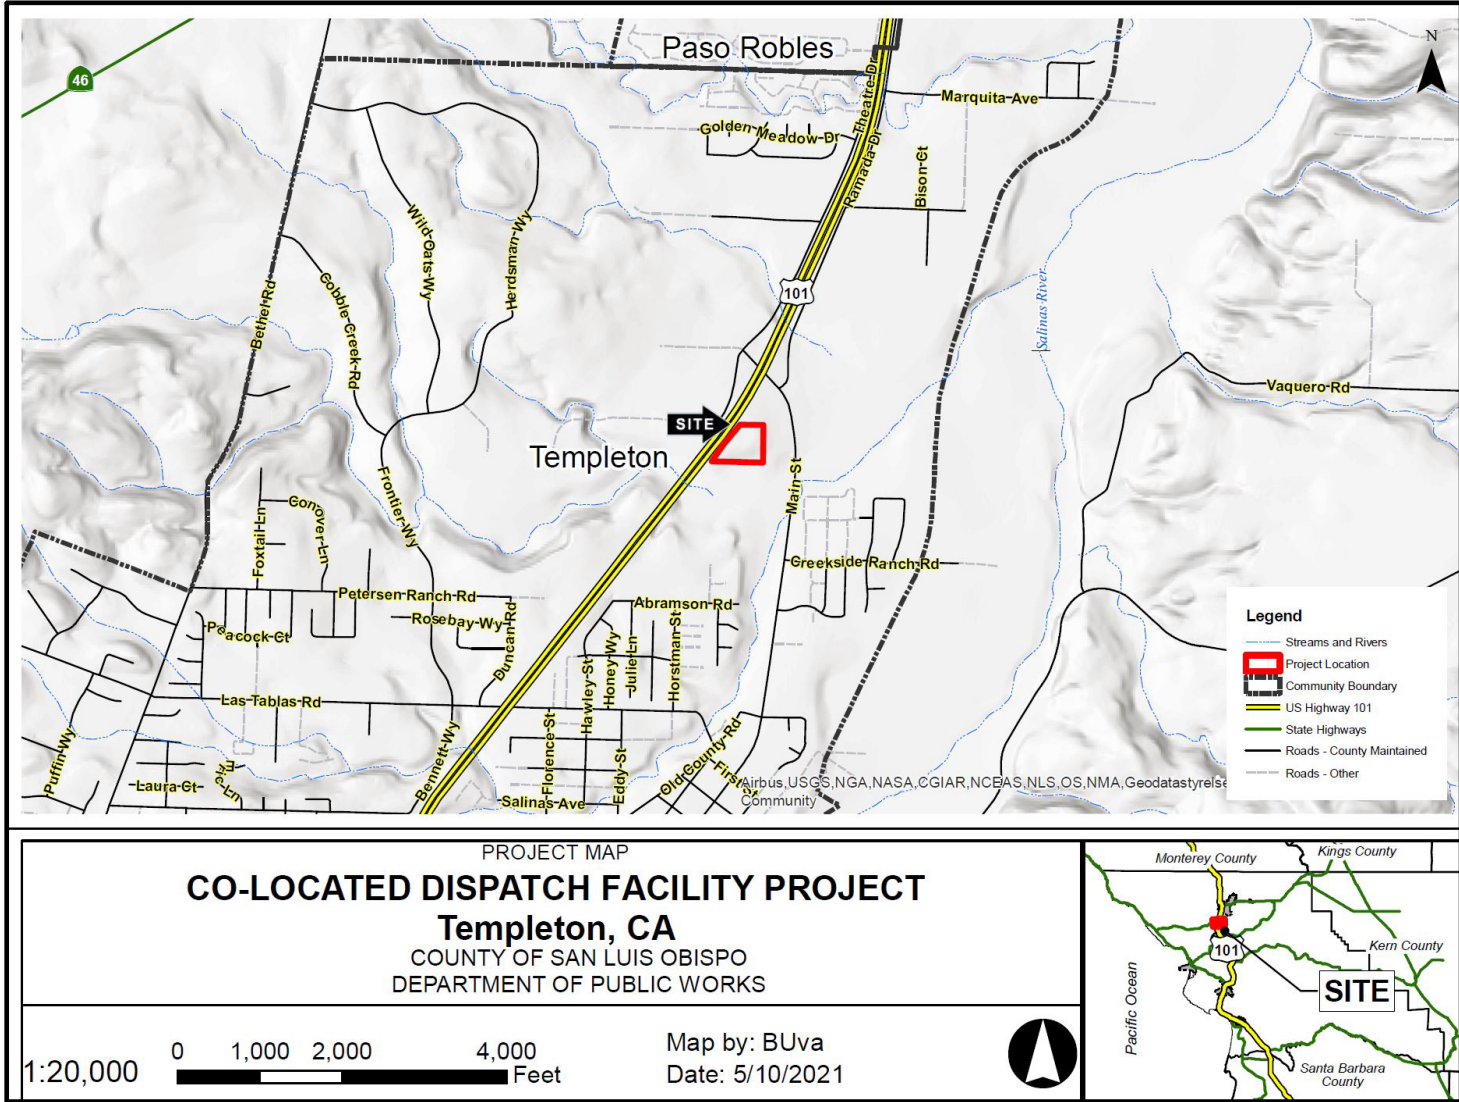 Paso Robles
N
46
Marquita Ave
Theatre Dr
Golden Meadow Dr
Ramada Dr
Bison Ct
Wild Oats Wy
Herdsman Wy
Bethel Rd
Cobble Creek Rd
101
Salinas River
Vaquero Rd
SITE
Templeton
Main St
Frontier Wy
Foxtail Ln
Conover Ln
Creekside Ranch Rd
Petersen Ranch Rd
Abramson Rd
Rosebay Wy
Peacock Ct
Duncan Rd
Hawley St
Honey Wy
Julie Ln
Horstman St
Las Tablas Rd
Puffin Wy
Bennett Wy
Florence St
Eddy St
Old County Rd
First St
Laura Ct
Salinas Ave
Airbus,USGS,NGA,NASA,CGIAR,NCEAS,NLS,OS,NMA,Geodatastyrelse
Community
Legend
Streams and Rivers
Project Location
Community Boundary
US Highway 101
State Highways
Roads - County Maintained
Roads - Other
PROJECT MAP
CO-LOCATED DISPATCH FACILITY PROJECT
Templeton, CA
COUNTY OF SAN LUIS OBISPO
DEPARTMENT OF PUBLIC WORKS
1:20,000
0 1,000 2,000 4,000
Feet
Map by: BUva
Date: 5/10/2021
Monterey County
Kings County
Kern County
101
SITE
Pacific Ocean
Santa Barbara
County